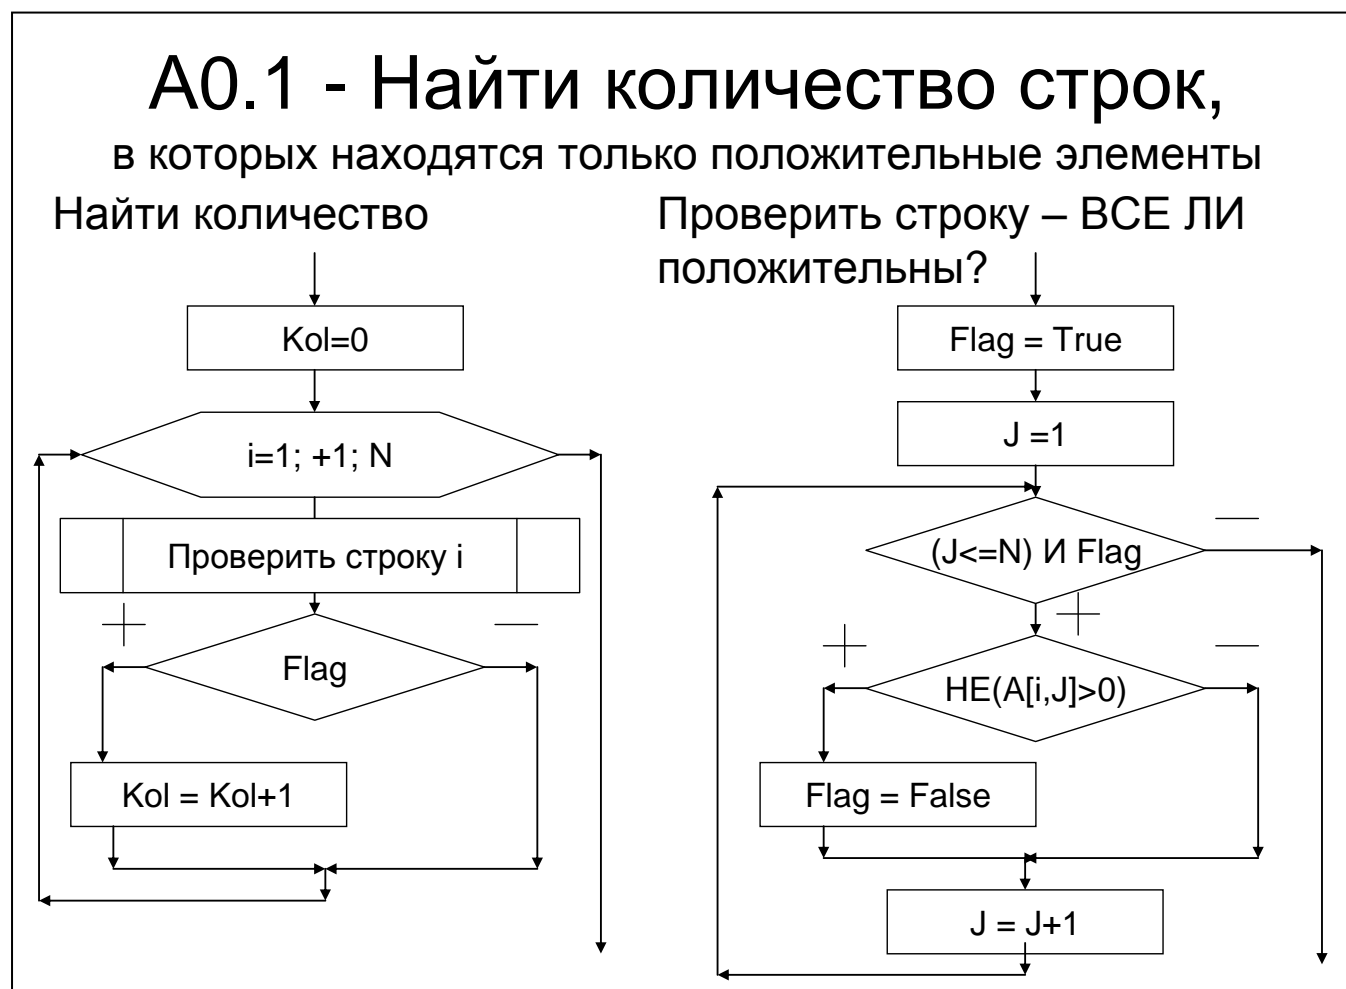 А0.1 - Найти количество строк,
в которых находятся только положительные элементы
Найти количество
Проверить строку – ВСЕ ЛИ
положительны?
Kol=0
i=1; +1; N
Проверить строку i
Flag
Kol = Kol+1
Flag = True
J =1
(J<=N) И Flag
НЕ(A[i,J]>0)
Flag = False
J = J+1